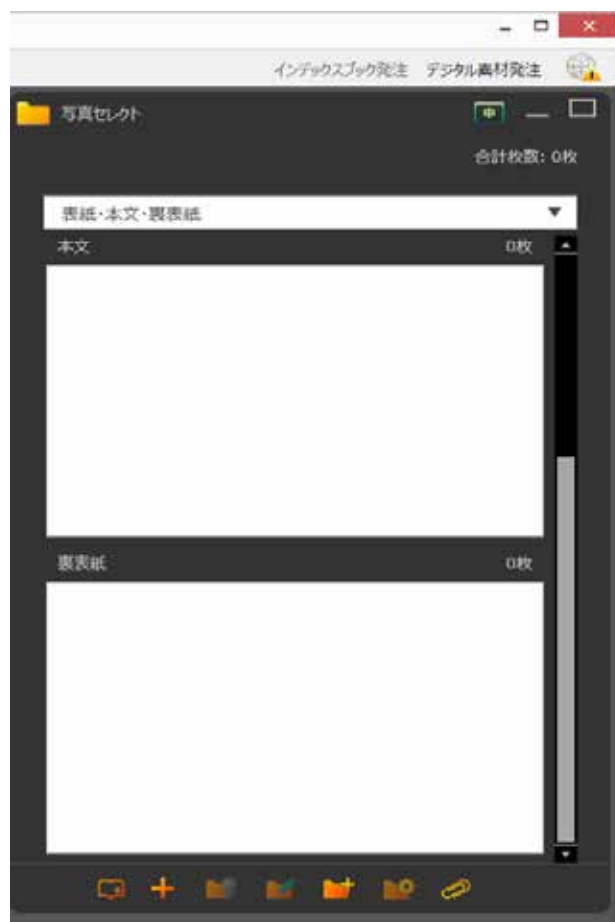 インデックスブック発注 デジタル素材発注
写真セレクト
中
合計枚数: 0枚
表紙・本文・裏表紙
本文 0枚
裏表紙 0枚